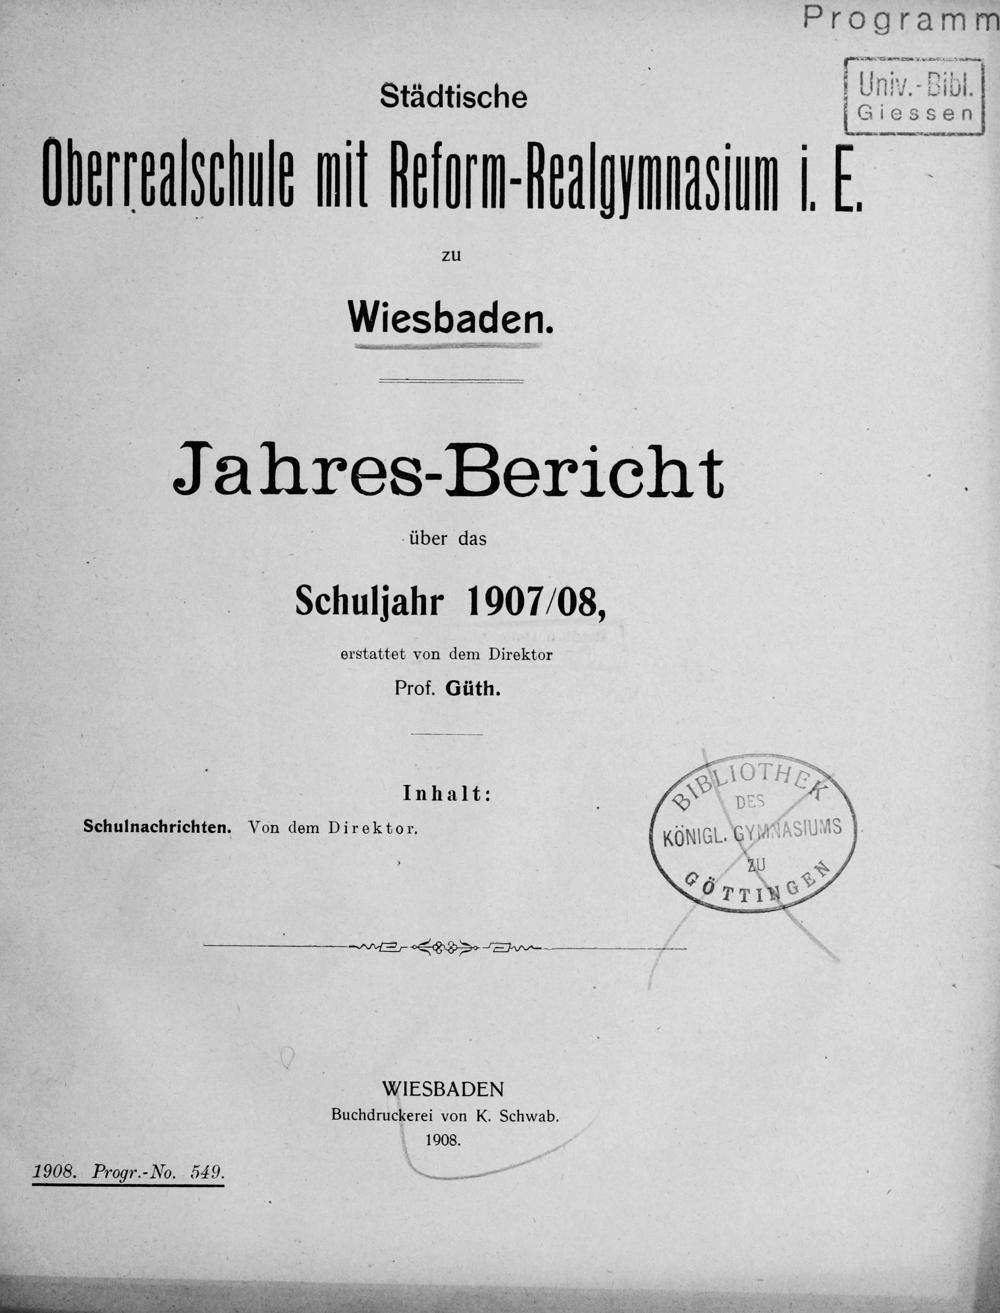 Programm
Univ.-Bibl.
Giessen
Städtische
Oberrealschule mit Reform-Realgymnasium i. E.
zu
Wiesbaden.
Jahres-Bericht
über das
Schuljahr 1907/08,
erstattet von dem Direktor
Prof. Güth.
Inhalt:
Schulnachrichten. Von dem Direktor.
BIBLIOTHEK
DES
KÖNIGL. GYMNASIUMS
ZU
GÖTTINGEN
WIESBADEN
Buchdruckerei von K. Schwab.
1908.
1908. Progr.-No. 549.